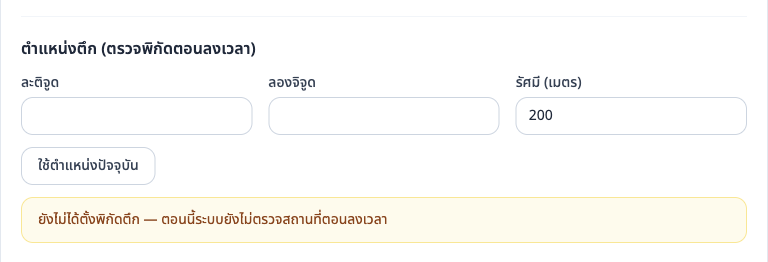 ตำแหน่งตึก (ตรวจพิกัดตอนลงเวลา)
ละติจูด ลองจิจูด รัศมี (เมตร)
200
ใช้ตำแหน่งปัจจุบัน
ยังไม่ได้ตั้งพิกัดตึก — ตอนนี้ระบบยังไม่ตรวจสถานที่ตอนลงเวลา